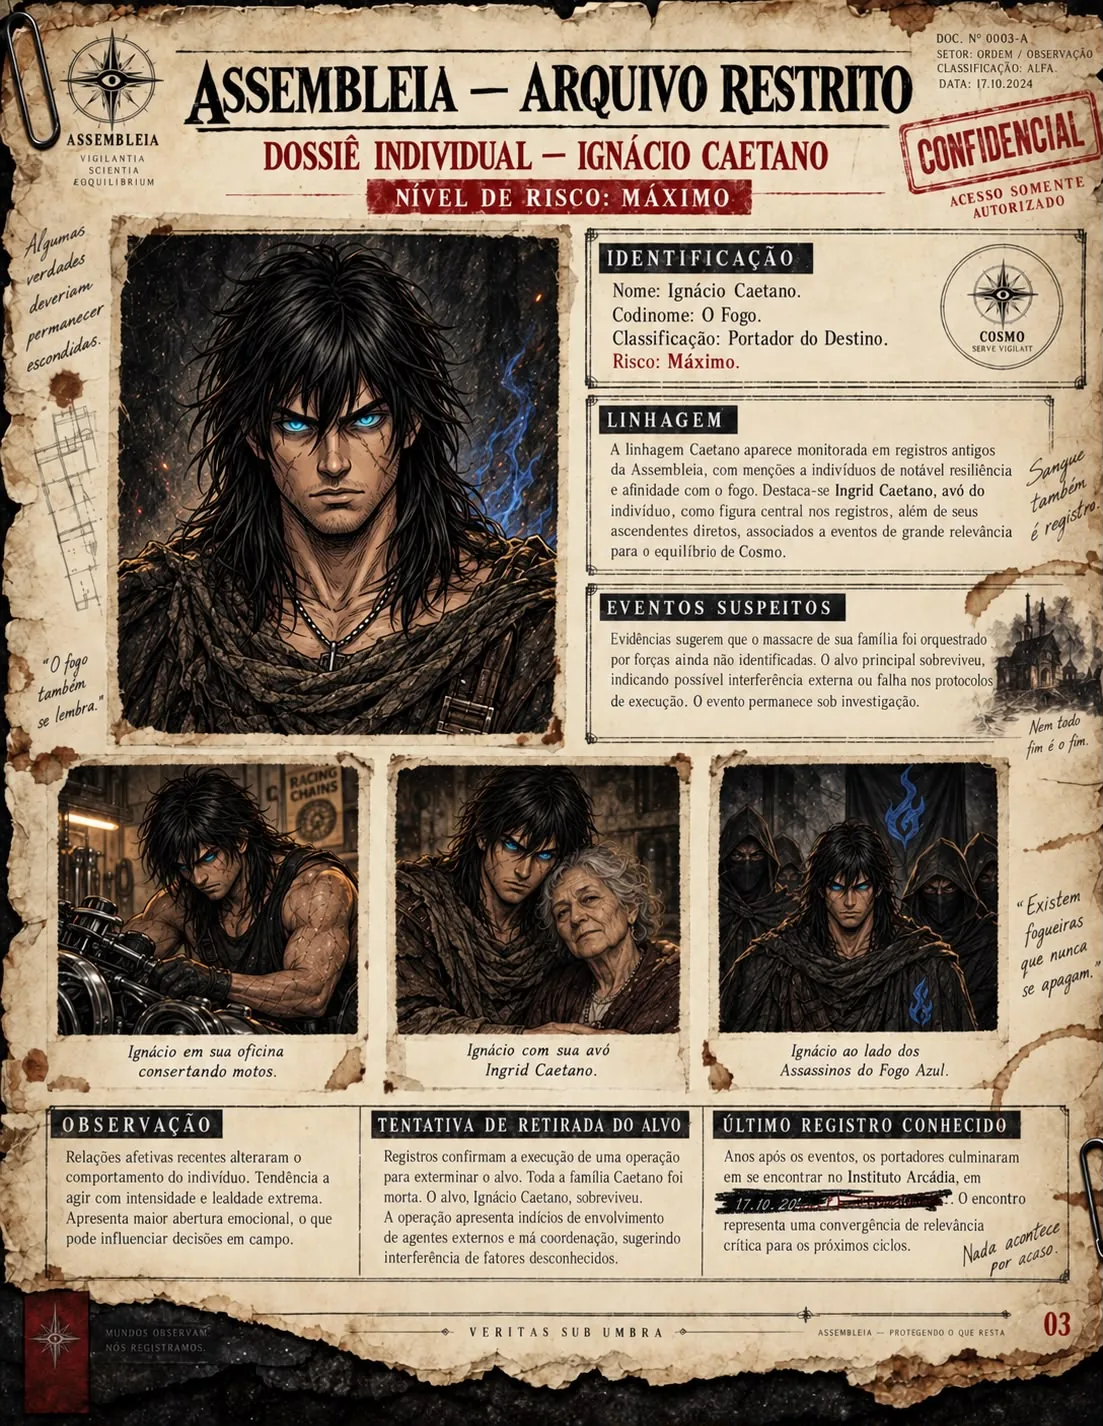 DOC. Nº 0003-A
SETOR: ORDEM / OBSERVAÇÃO
CLASSIFICAÇÃO: ALFA.
DATA: 17.10.2024
ASSEMBLEIA
VIGILANTIA
SCIENTIA
EQQUILIBRIUM
ASSEMBLEIA — ARQUIVO RESTRITO
DOSSIÊ INDIVIDUAL — IGNÁCIO CAETANO
NÍVEL DE RISCO: MÁXIMO
CONFIDENCIAL
ACESSO SOMENTE
AUTORIZADO
Algumas
verdades
deveriam
permanecer
escondidas.
"O fogo
também
se lembra."
IDENTIFICAÇÃO
Nome: Ignácio Caetano.
Codinome: O Fogo.
Classificação: Portador do Destino.
Risco: Máximo.
COSMO
SERVE VIGILATT
LINHAGEM
A linhagem Caetano aparece monitorada em registros antigos
da Assembleia, com menções a indivíduos de notável resiliência
e afinidade com o fogo. Destaca-se Ingrid Caetano, avó do
indivíduo, como figura central nos registros, além de seus
ascendentes diretos, associados a eventos de grande relevância
para o equilíbrio de Cosmo.
Sangue
também
é registro.
EVENTOS SUSPEITOS
Evidências sugerem que o massacre de sua família foi orquestrado
por forças ainda não identificadas. O alvo principal sobreviveu,
indicando possível interferência externa ou falha nos protocolos
de execução. O evento permanece sob investigação.
Nem todo
fim é o fim.
RACING
CHAINS
Ignácio em sua oficina
consertando motos.
Ignácio com sua avó
Ingrid Caetano.
Ignácio ao lado dos
Assassinos do Fogo Azul.
"Existem
fogueiras
que nunca
se apagam."
OBSERVAÇÃO
Relações afetivas recentes alteraram o
comportamento do indivíduo. Tendência a
agir com intensidade e lealdade extrema.
Apresenta maior abertura emocional, o que
pode influenciar decisões em campo.
TENTATIVA DE RETIRADA DO ALVO
Registros confirmam a execução de uma operação
para exterminar o alvo. Toda a família Caetano foi
morta. O alvo, Ignácio Caetano, sobreviveu.
A operação apresenta indícios de envolvimento
de agentes externos e má coordenação, sugerindo
interferência de fatores desconhecidos.
ÚLTIMO REGISTRO CONHECIDO
Anos após os eventos, os portadores culminaram
em se encontrar no Instituto Arcádia, em
17.10.20 . O encontro
representa uma convergência de relevância
crítica para os próximos ciclos.
Nada acontece
por acaso.
MUNDOS OBSERVAM.
NÓS REGISTRAMOS.
VERITAS SUB UMBRA
ASSEMBLEIA — PROTEGENDO O QUE RESTA
03